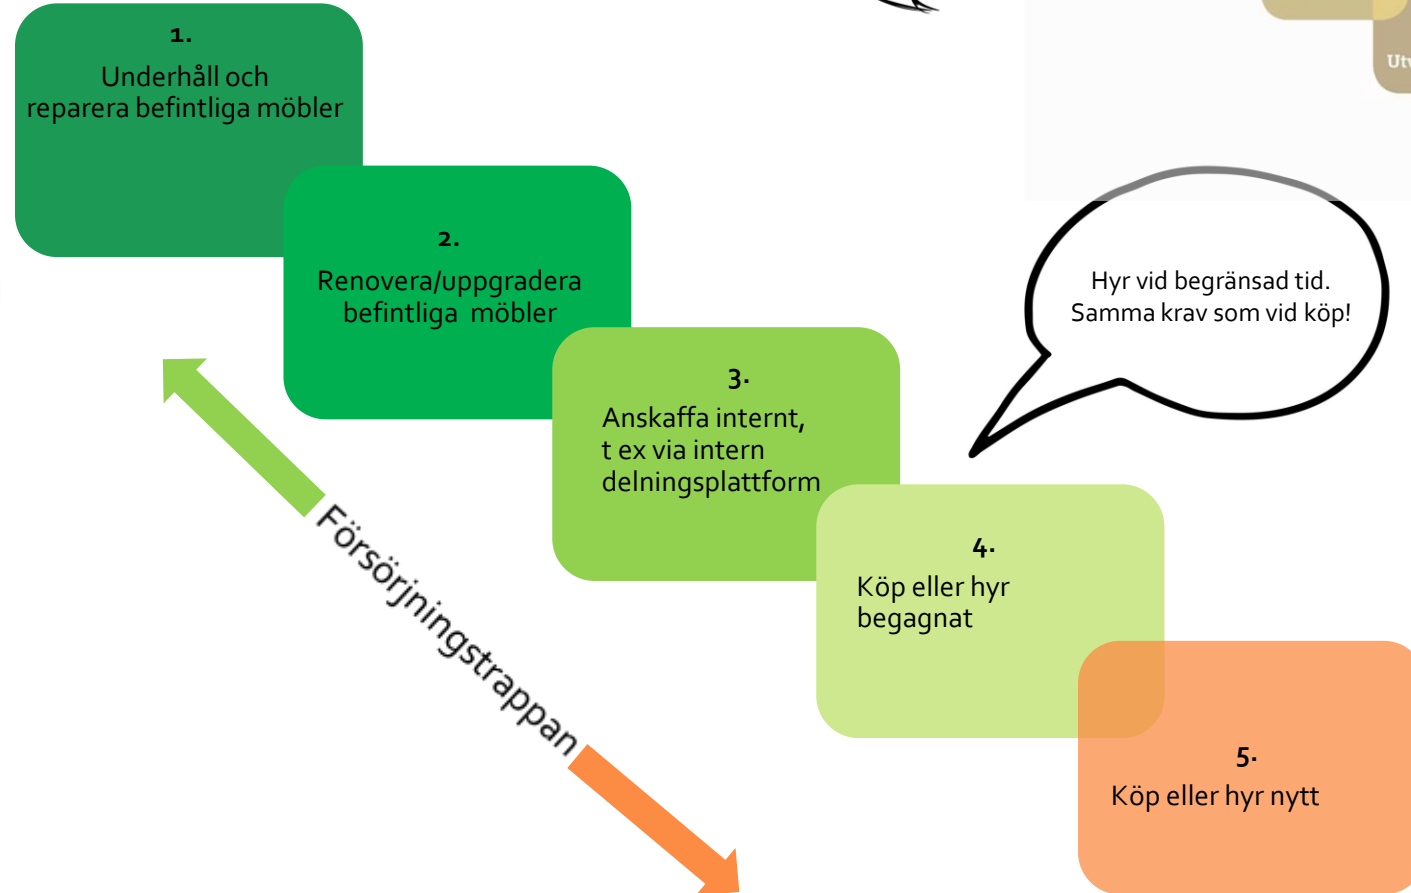 1.
Underhåll och
reparera befintliga möbler
2.
Renovera/uppgradera
befintliga möbler
3.
Anskaffa internt,
t ex via intern
delningsplattform
4.
Köp eller hyr
begagnat
5.
Köp eller hyr nytt
Hyr vid begränsad tid.
Samma krav som vid köp!
Försörjningstrappan